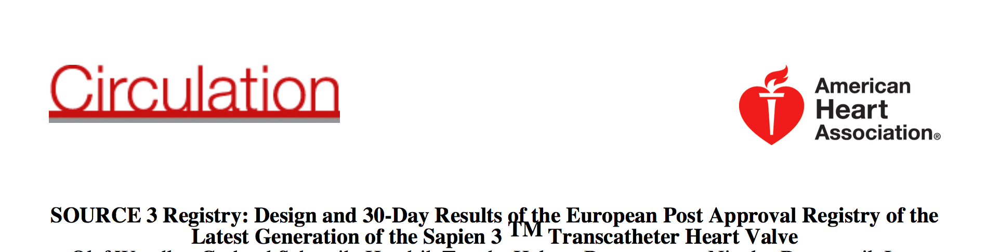 Circulation
American
Heart
Association®
SOURCE 3 Registry: Design and 30-Day Results of the European Post Approval Registry of the
Latest Generation of the Sapien 3 TM Transcatheter Heart Valve